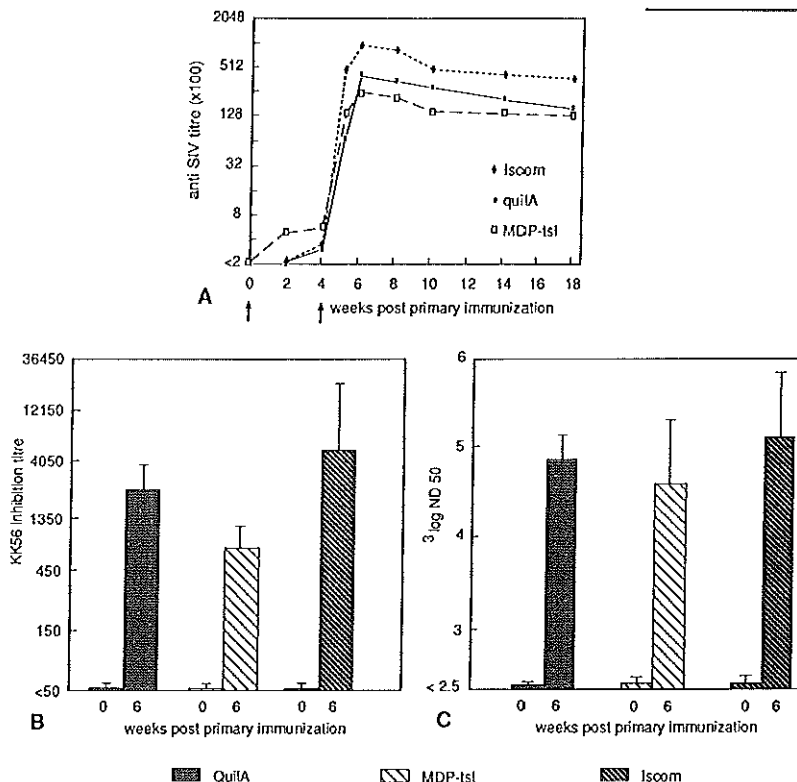 2048
512
128
32
8
<2
anti SIV titre (x100)
Iscom
quilA
MDP-tsl
0 2 4 6 8 10 12 14 16 18
A
weeks post primary immunization
36450
12150
4050
1350
450
150
<50
KK56 Inhibition titre
0 6 0 6 0 6
B
weeks post primary immunization
6
5
4
3
< 2.5
3log ND 50
0 6 0 6 0 6
C
weeks post primary immunization
QuilA
MDP-tsl
Iscom